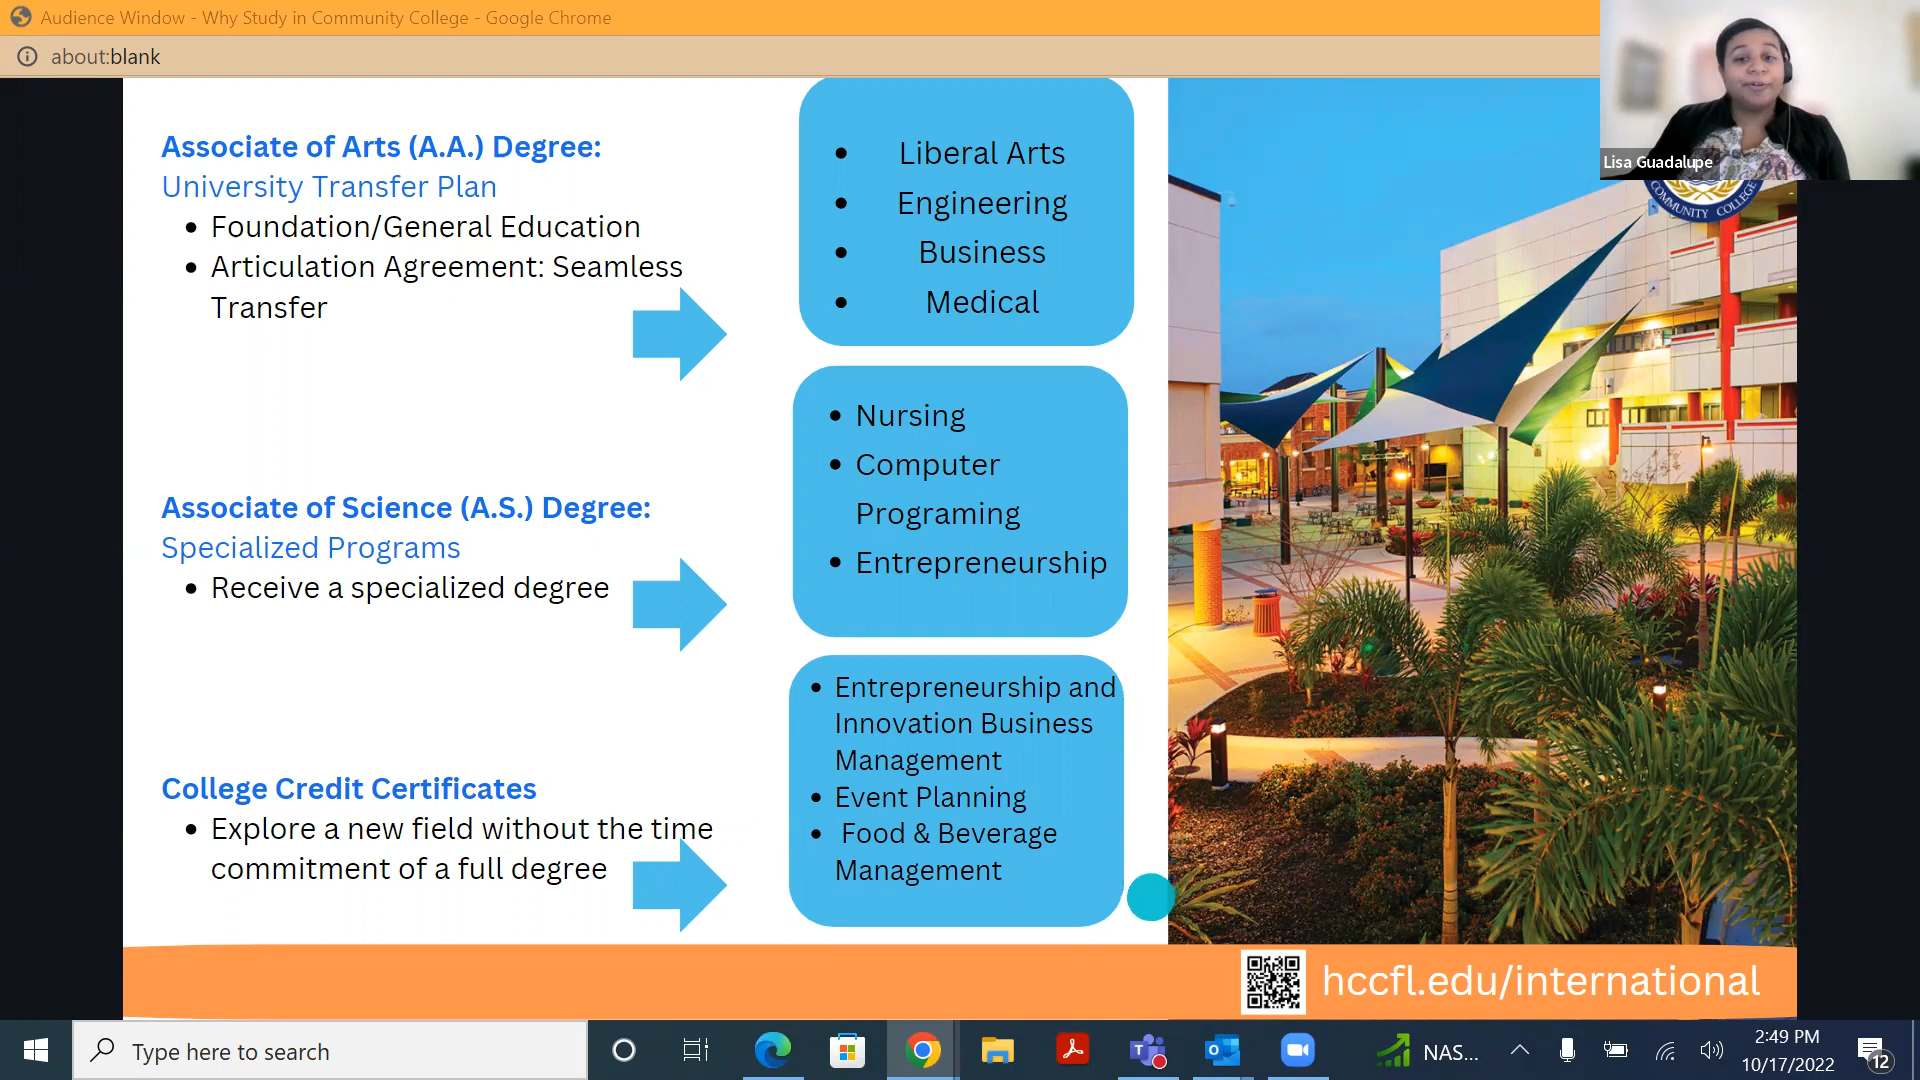 Audience Window - Why Study in Community College - Google Chrome
about:blank
Lisa Guadalupe
COMMUNITY COLLEGE
Associate of Arts (A.A.) Degree:
University Transfer Plan
• Foundation/General Education
• Articulation Agreement: Seamless
Transfer
• Liberal Arts
• Engineering
• Business
• Medical
Associate of Science (A.S.) Degree:
Specialized Programs
• Receive a specialized degree
• Nursing
• Computer
Programing
• Entrepreneurship
College Credit Certificates
• Explore a new field without the time
commitment of a full degree
• Entrepreneurship and
Innovation Business
Management
• Event Planning
• Food & Beverage
Management
hccfl.edu/international
Type here to search
NAS...
2:49 PM
10/17/2022
12